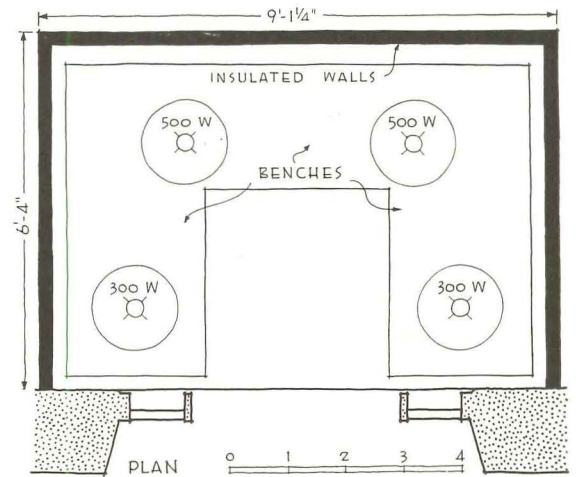 9'-1¼"
INSULATED WALLS
500 W
500 W
BENCHES
6'-4"
300 W
300 W
PLAN
0 1 2 3 4